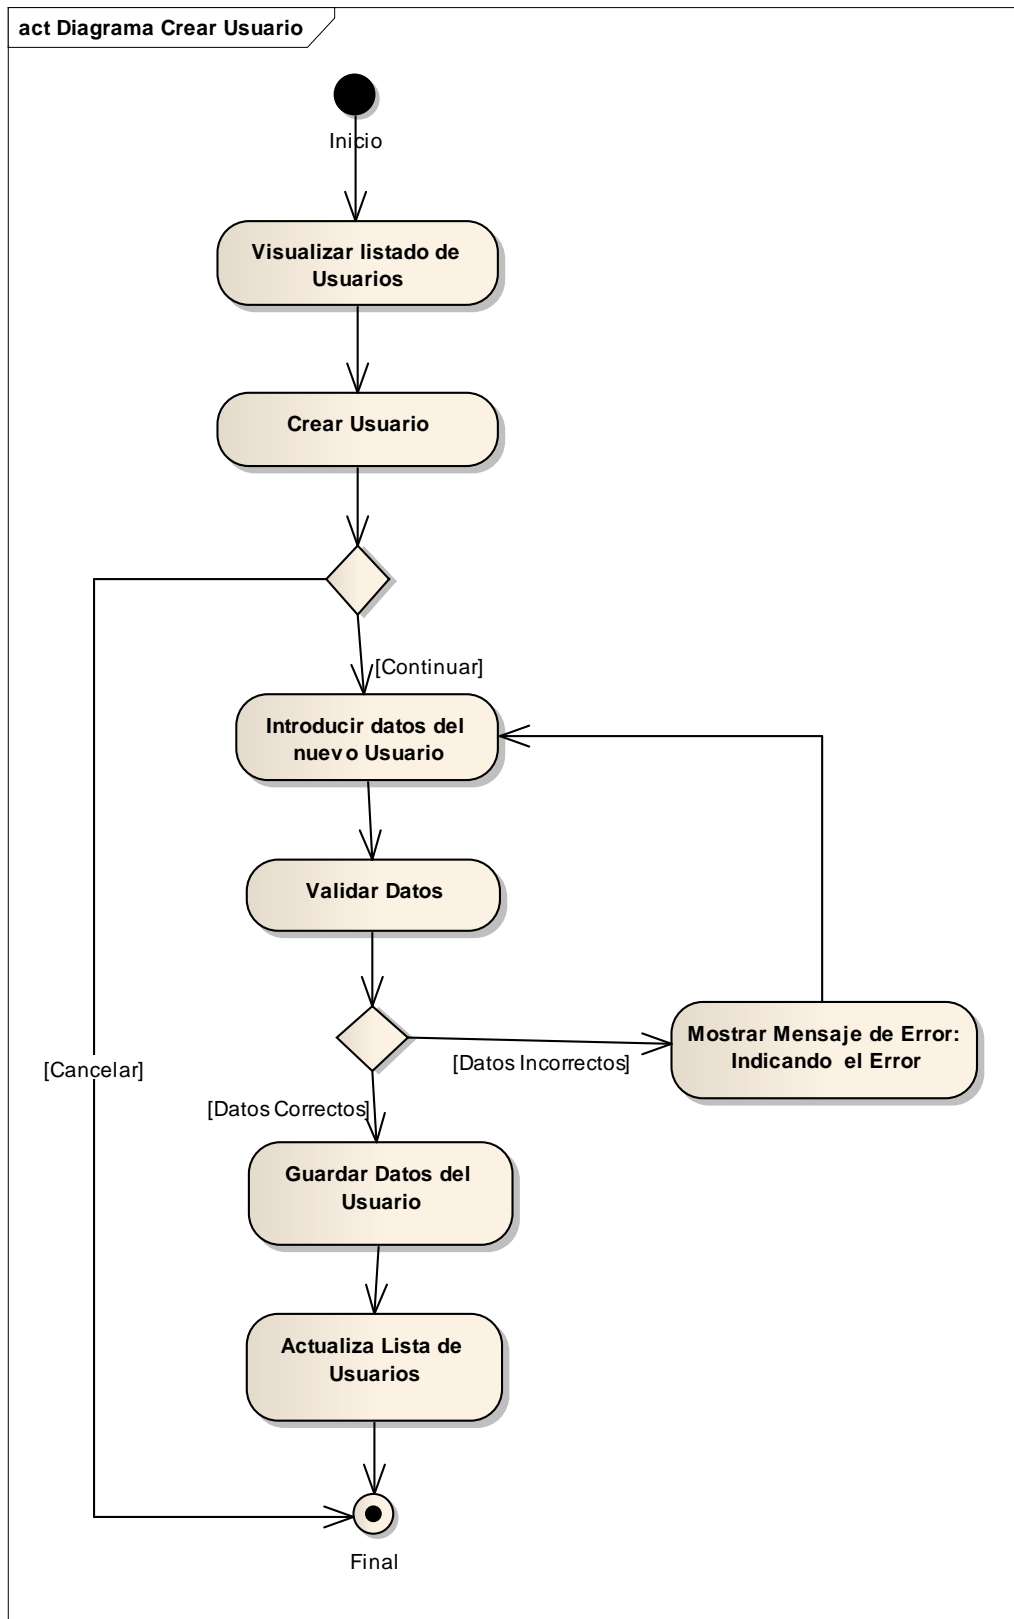 act Diagrama Crear Usuario
Inicio
Visualizar listado de
Usuarios
Crear Usuario
[Continuar]
Introducir datos del
nuevo Usuario
Validar Datos
Mostrar Mensaje de Error:
Indicando el Error
[Datos Incorrectos]
[Cancelar]
[Datos Correctos]
Guardar Datos del
Usuario
Actualiza Lista de
Usuarios
Final